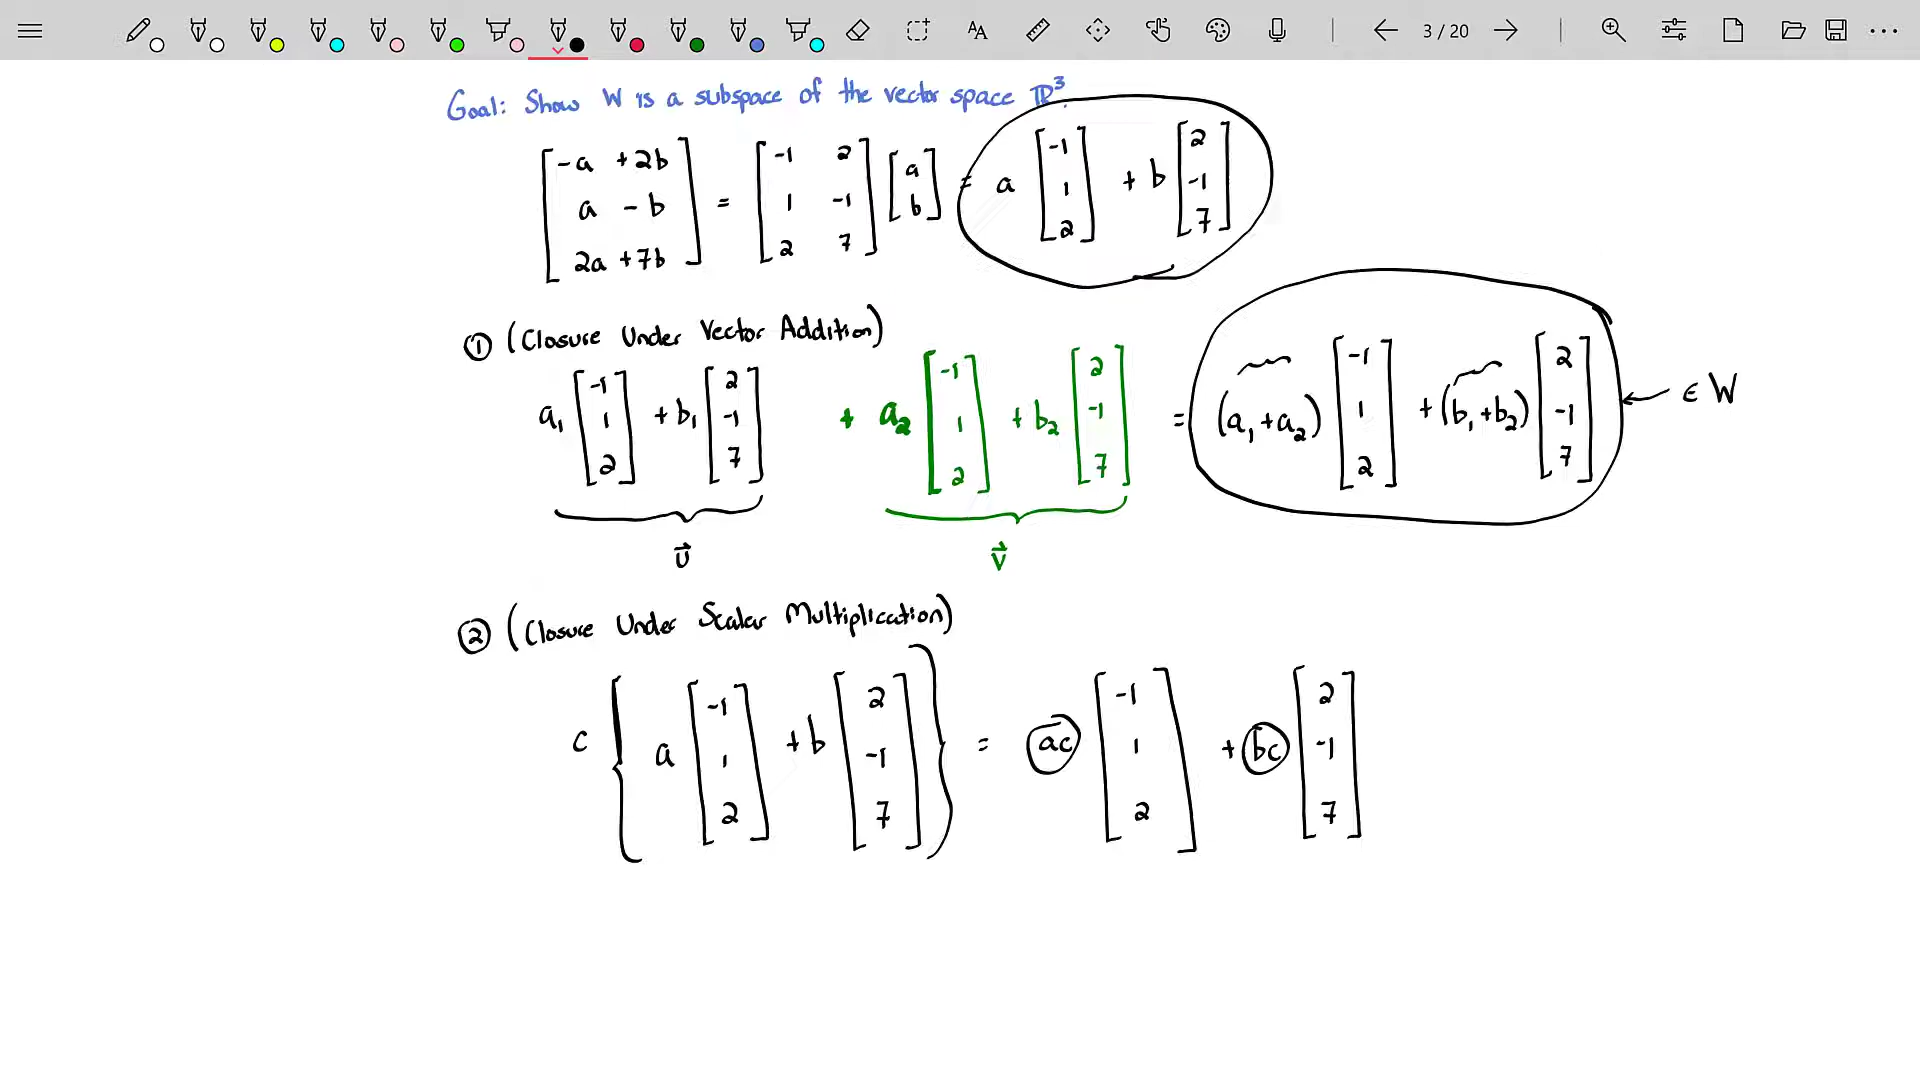 3 / 20
Goal: Show W is a subspace of the vector space ℝ³.
[-a +2b; a - b; 2a +7b] = [-1 2; 1 -1; 2 7] [a; b] = a [-1; 1; 2] + b [2; -1; 7]
① (Closure Under Vector Addition)
a₁ [-1; 1; 2] + b₁ [2; -1; 7] + a₂ [-1; 1; 2] + b₂ [2; -1; 7] = (a₁ + a₂) [-1; 1; 2] + (b₁ + b₂) [2; -1; 7] ← ∈ W
u⃗ v⃗
② (Closure Under Scalar Multiplication)
c { a [-1; 1; 2] + b [2; -1; 7] } = ac [-1; 1; 2] + bc [2; -1; 7]